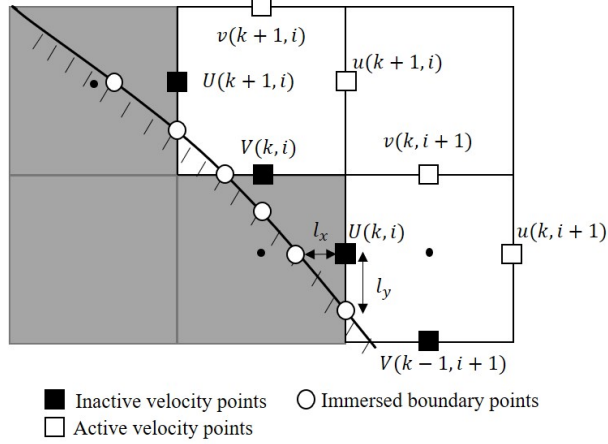 v(k + 1, i)
u(k + 1, i)
U(k + 1, i)
V(k, i)
v(k, i + 1)
l_x
U(k, i)
u(k, i + 1)
l_y
V(k − 1, i + 1)
Inactive velocity points
Immersed boundary points
Active velocity points